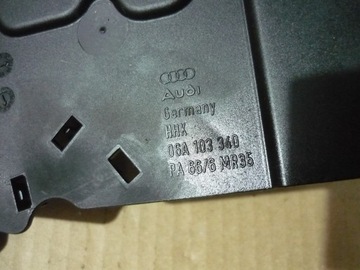 Audi
Germany
HHX
06A 103 340
PA 66/6 MR35